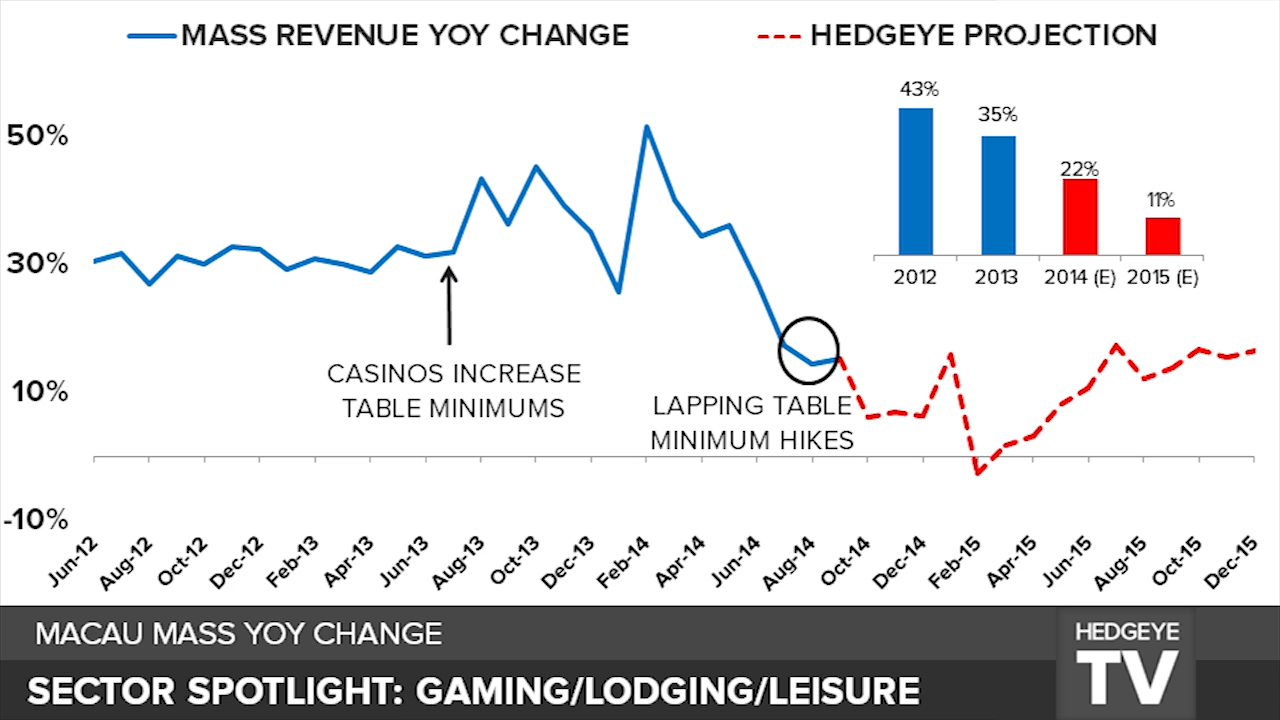 MASS REVENUE YOY CHANGE
HEDGEYE PROJECTION
50%
30%
10%
-10%
43%
35%
22%
11%
2012
2013
2014 (E)
2015 (E)
CASINOS INCREASE
TABLE MINIMUMS
LAPPING TABLE
MINIMUM HIKES
Jun-12
Aug-12
Oct-12
Dec-12
Feb-13
Apr-13
Jun-13
Aug-13
Oct-13
Dec-13
Feb-14
Apr-14
Jun-14
Aug-14
Oct-14
Dec-14
Feb-15
Apr-15
Jun-15
Aug-15
Oct-15
Dec-15
MACAU MASS YOY CHANGE
SECTOR SPOTLIGHT: GAMING/LODGING/LEISURE
HEDGEYE
TV